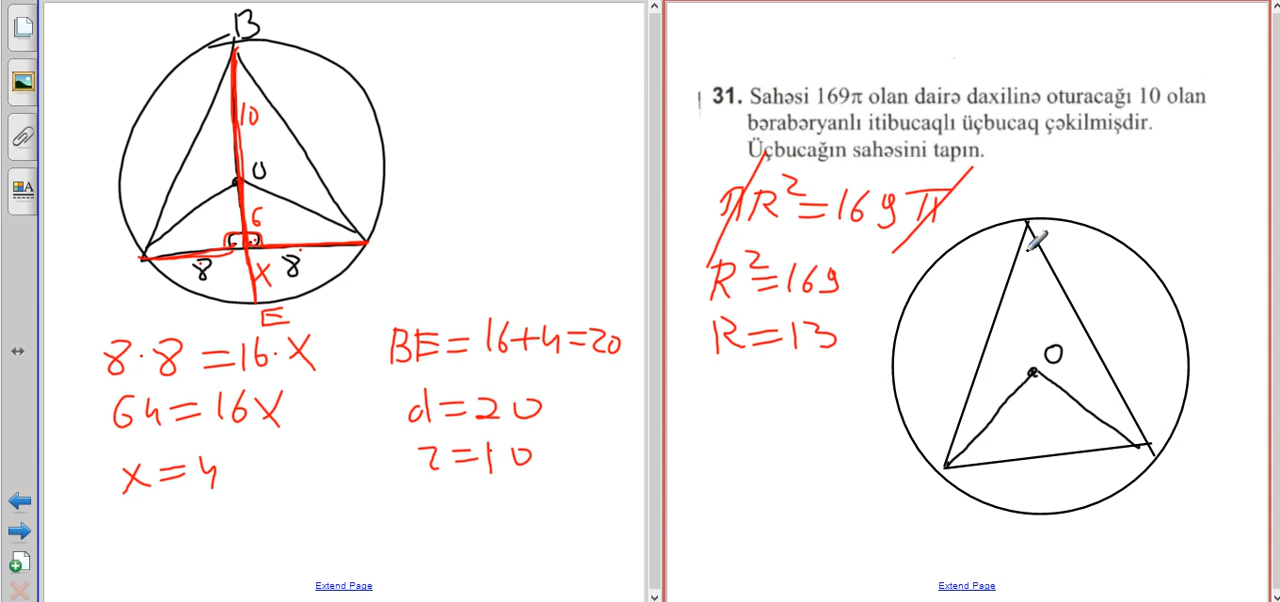 B
10
O
6
8
X
8
E
8·8=16·X
64=16X
x=4
BE=16+4=20
d=20
r=10
Extend Page
31. Sahəsi 169π olan dairə daxilinə oturacağı 10 olan
bərabəryanlı itibucaqlı üçbucaq çəkilmişdir.
Üçbucağın sahəsini tapın.
πR²=169π
R²=169
R=13
O
Extend Page